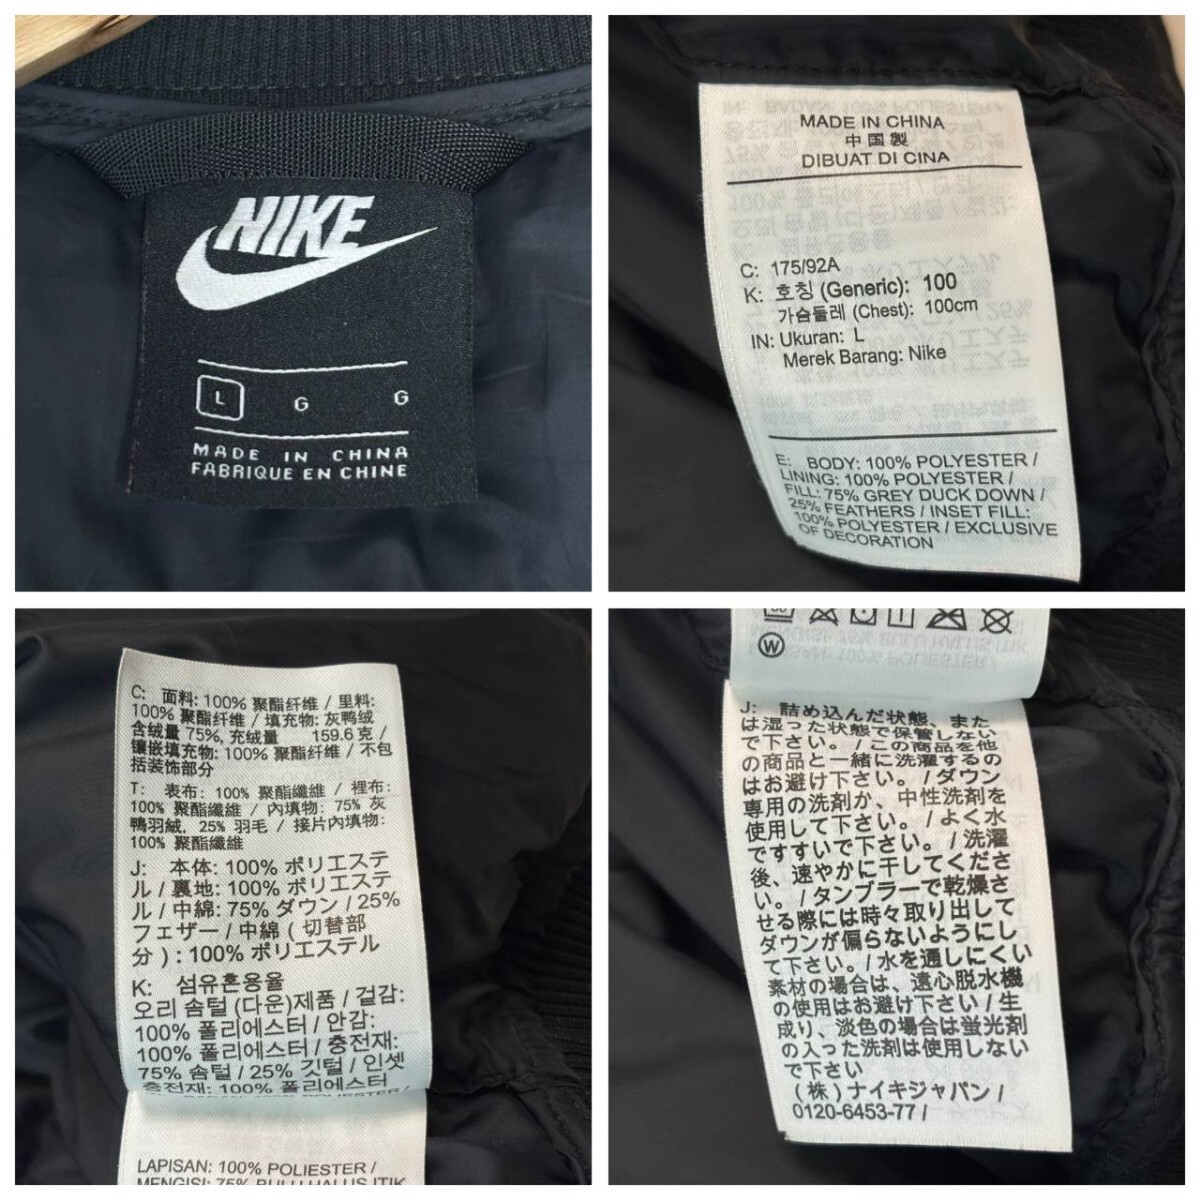 NIKE
L G G
MADE IN CHINA
FABRIQUE EN CHINE
MADE IN CHINA
中国製
DIBUAT DI CINA
C: 175/92A
K: 호칭 (Generic): 100
가슴둘레 (Chest): 100cm
IN: Ukuran: L
Merek Barang: Nike
E: BODY: 100% POLYESTER /
LINING: 100% POLYESTER /
FILL: 75% GREY DUCK DOWN /
25% FEATHERS / INSET FILL:
100% POLYESTER / EXCLUSIVE
OF DECORATION
C: 面料: 100% 聚酯纤维 / 里料:
100% 聚酯纤维 / 填充物: 灰鸭绒
含绒量 75%, 充绒量 159.6克 /
镶嵌填充物: 100% 聚酯纤维 / 不包
括装饰部分
T: 表布: 100% 聚酯纖維 / 裡布:
100% 聚酯纖維 / 內填物: 75% 灰
鴨羽絨, 25% 羽毛 / 接片內填物:
100% 聚酯纖維
J: 本体: 100% ポリエステ
ル / 裏地: 100% ポリエステ
ル / 中綿: 75% ダウン / 25%
フェザー / 中綿 ( 切替部
分 ) : 100% ポリエステル
K: 섬유혼용율
오리 솜털 (다운)제품 / 겉감:
100% 폴리에스터 / 안감:
100% 폴리에스터 / 충전재:
75% 솜털 / 25% 깃털 / 인셋
충전재: 100% 폴리에스터
LAPISAN: 100% POLIESTER /
MENGISI: 75% BULU HALUS ITIK
W
J: 詰め込んだ状態、また
は湿った状態で保管しない
で下さい。 / この商品を他
の商品と一緒に洗濯するの
はお避け下さい。 / ダウン
専用の洗剤か、中性洗剤を
使用して下さい。 / よく水
ですすいで下さい。 / 洗濯
後、速やかに干してくださ
い。 / タンブラーで乾燥さ
せる際には時々取り出して
ダウンが偏らないようにし
て下さい。 / 水を通しにくい
素材の場合は、遠心脱水機
の使用はお避け下さい / 生
成り、淡色の場合は蛍光剤
の入った洗剤は使用しない
で下さい
(株) ナイキジャパン /
0120-6453-77 /